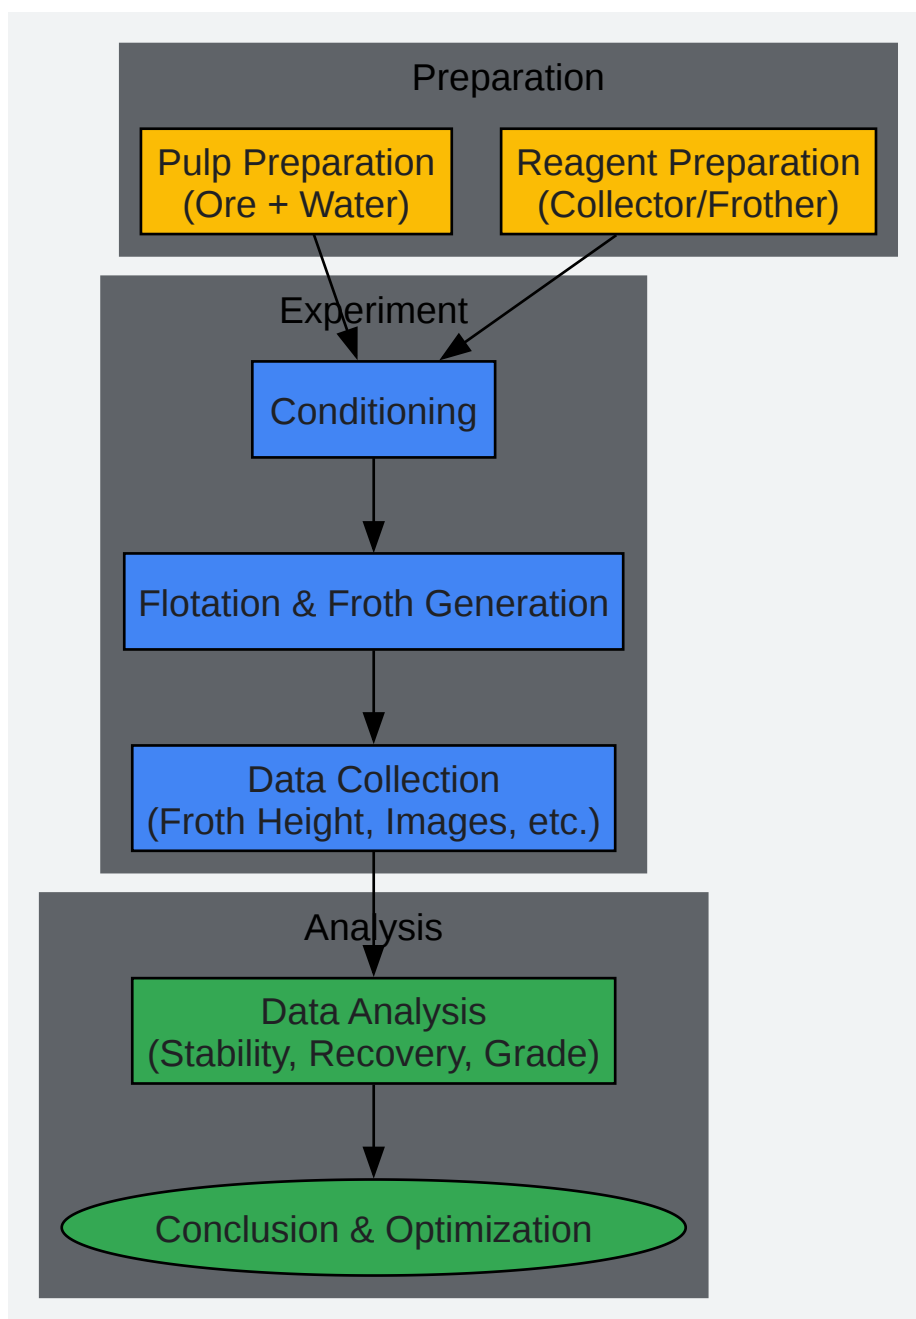 Preparation
Pulp Preparation
(Ore + Water)
Reagent Preparation
(Collector/Frother)
Experiment
Conditioning
Flotation & Froth Generation
Data Collection
(Froth Height, Images, etc.)
Analysis
Data Analysis
(Stability, Recovery, Grade)
Conclusion & Optimization